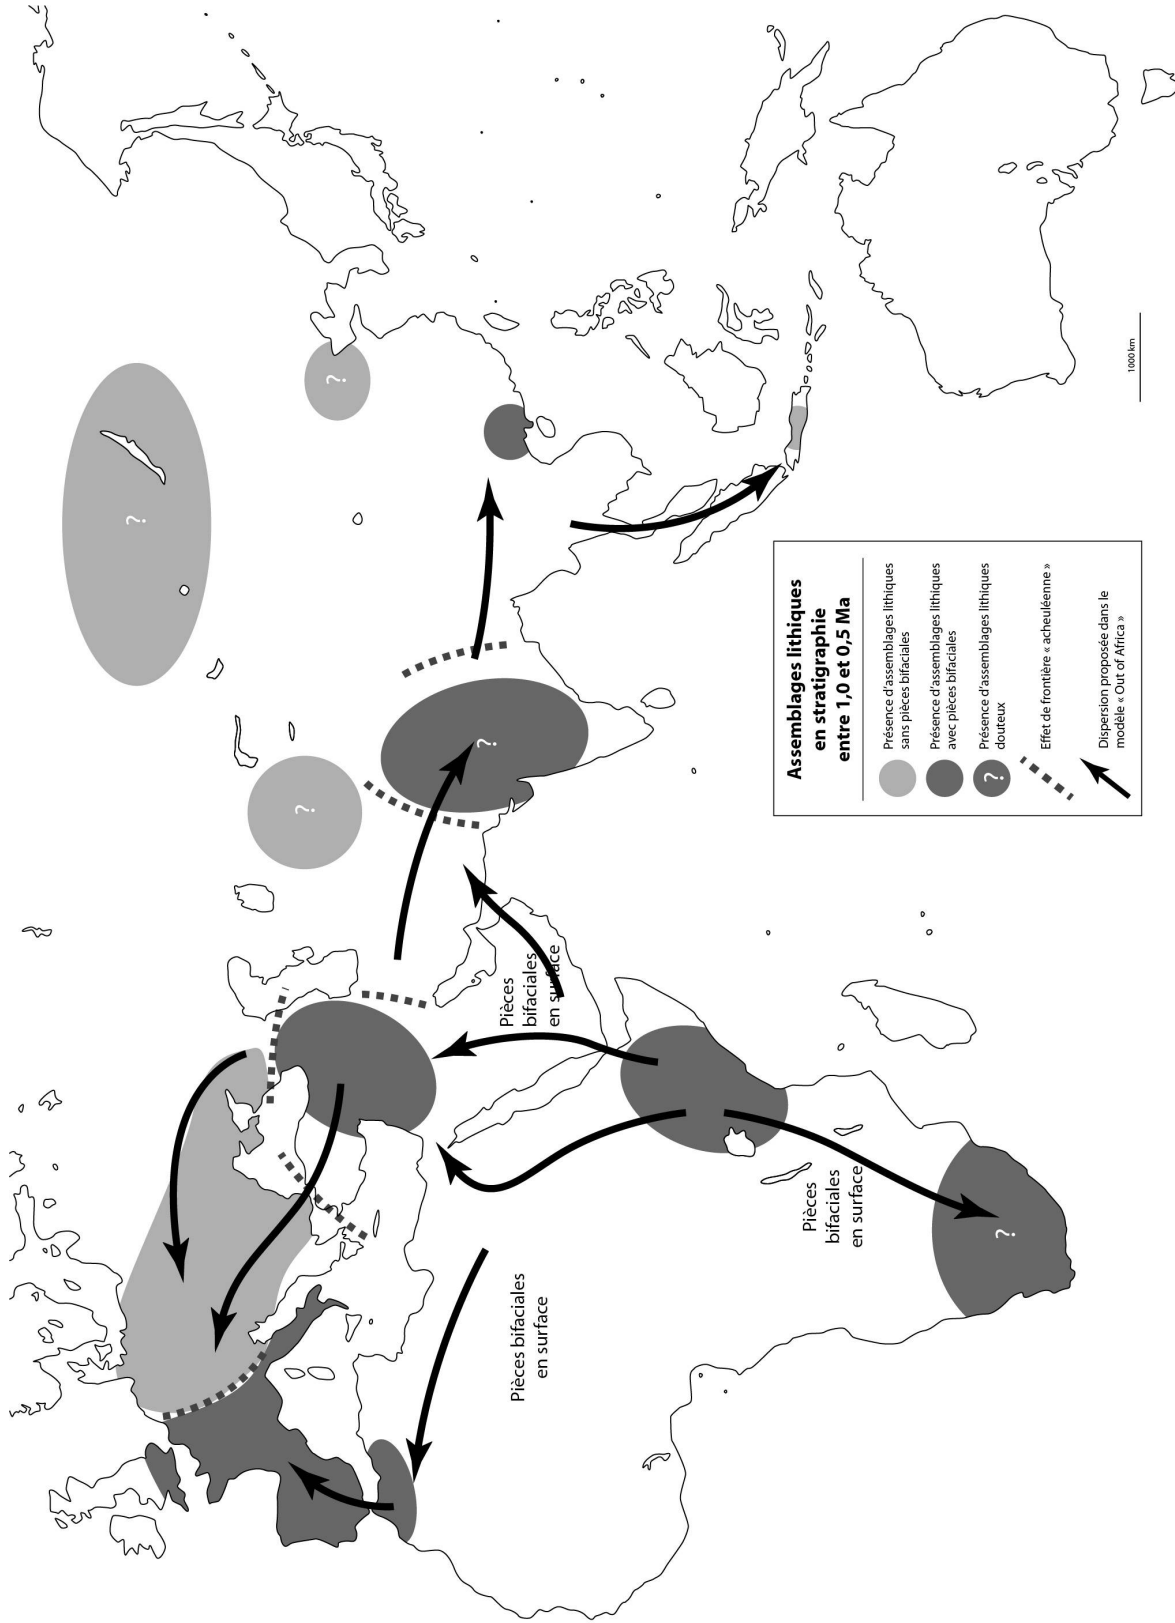 ?
?
?
?
Pièces
bifaciales
en surface
Pièces bifaciales
en surface
Pièces
bifaciales
en surface
?
Assemblages lithiques
en stratigraphie
entre 1,0 et 0,5 Ma
Présence d'assemblages lithiques
sans pièces bifaciales
Présence d'assemblages lithiques
avec pièces bifaciales
?
Présence d'assemblages lithiques
douteux
Effet de frontière « acheuléenne »
Dispersion proposée dans le
modèle « Out of Africa »
1000 km